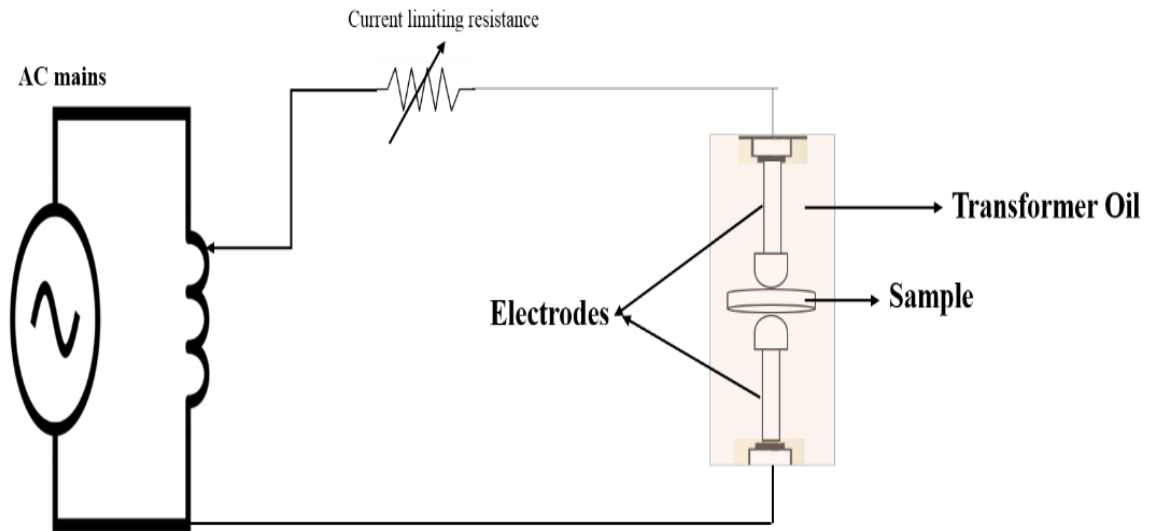 Current limiting resistance
AC mains
Transformer Oil
Sample
Electrodes